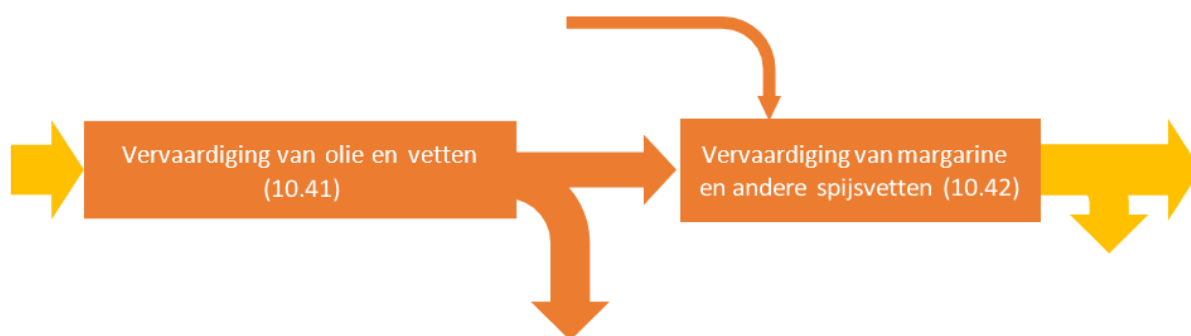 Vervaardiging van olie en vetten
(10.41)
Vervaardiging van margarine
en andere spijsvetten (10.42)